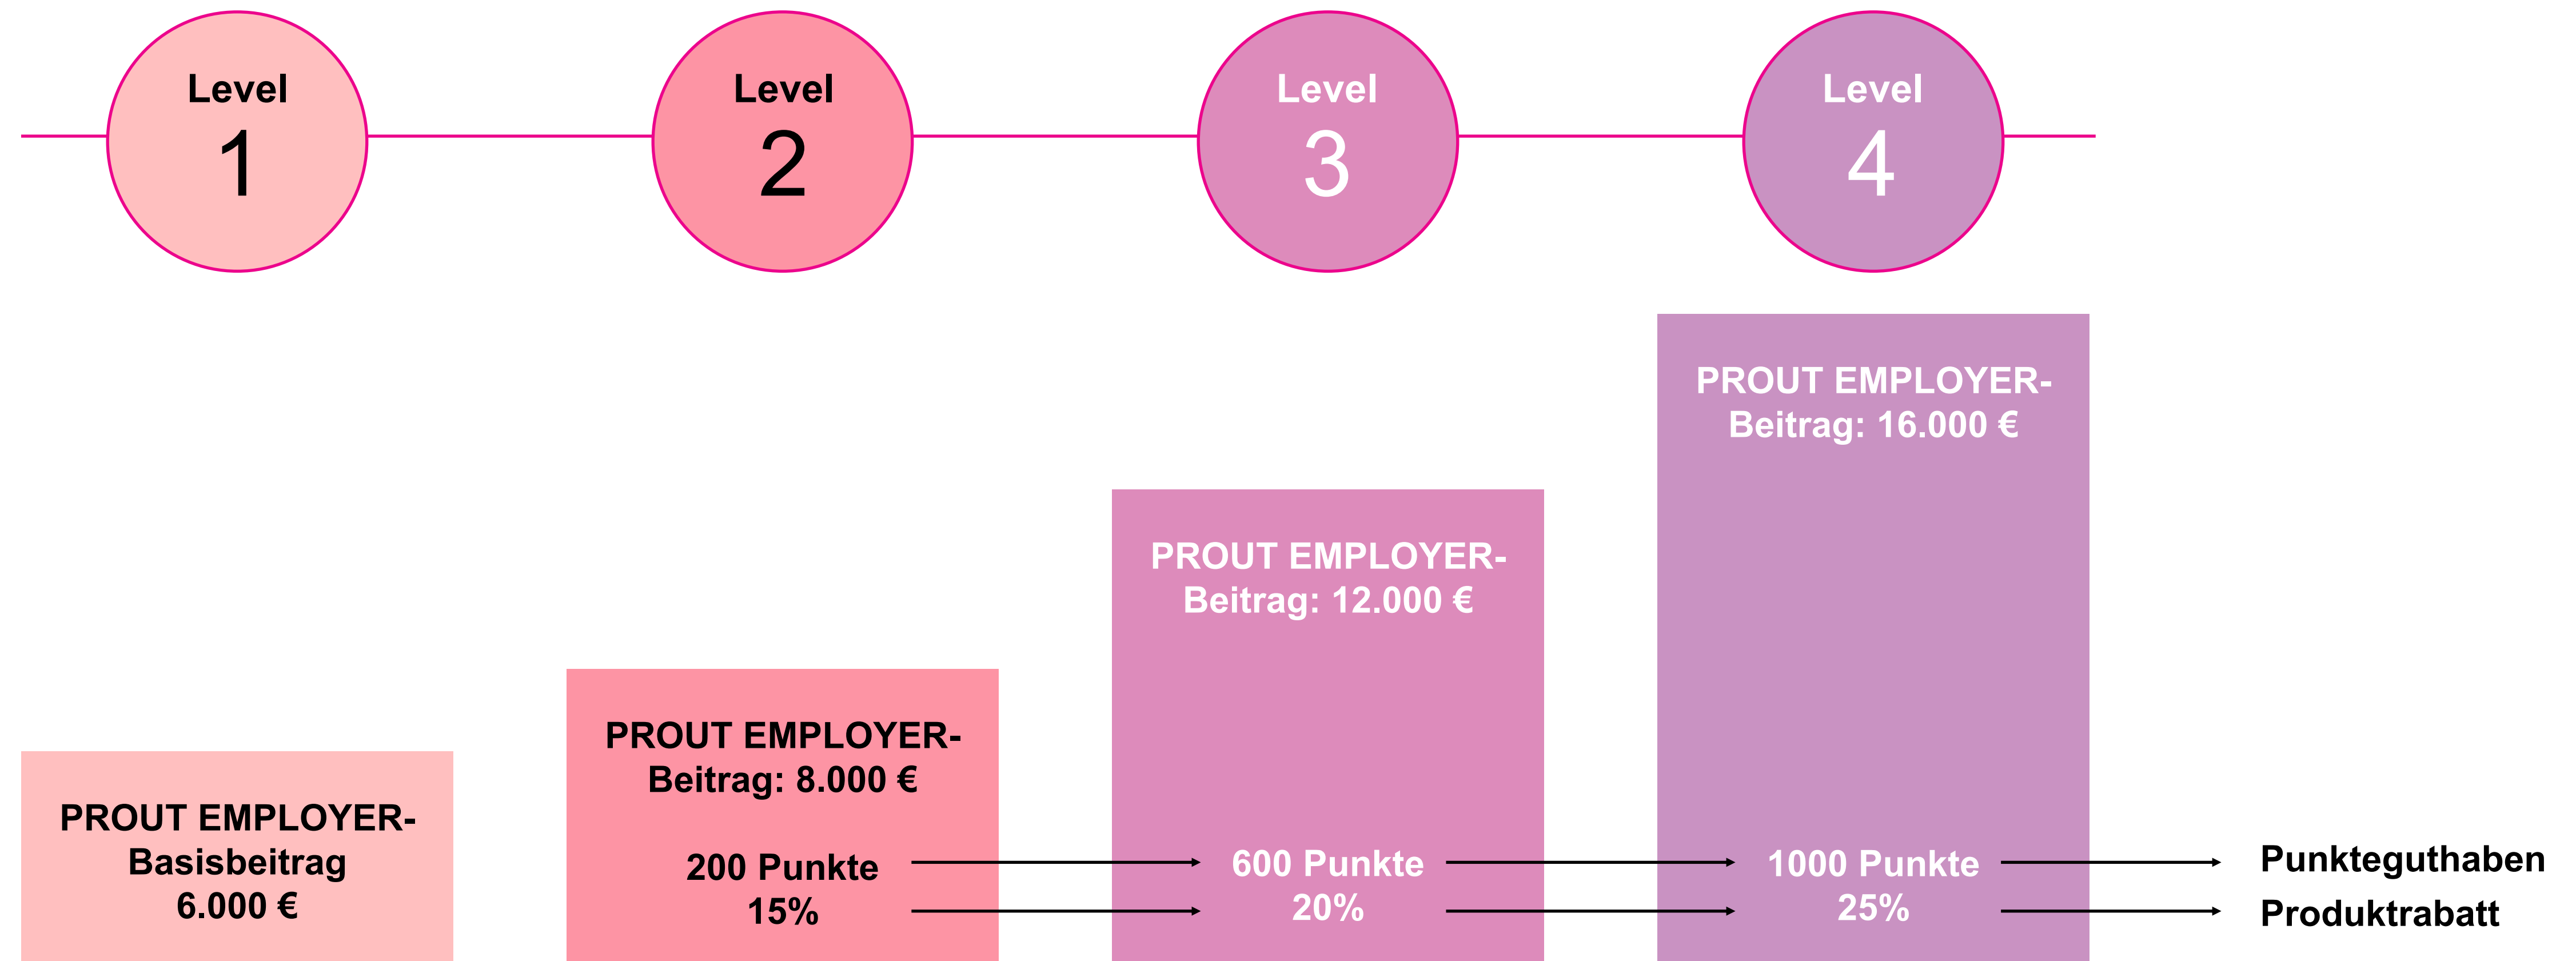 Level
1
Level
2
Level
3
Level
4
PROUT EMPLOYER-
Basisbeitrag
6.000 €
PROUT EMPLOYER-
Beitrag: 8.000 €
200 Punkte
15%
PROUT EMPLOYER-
Beitrag: 12.000 €
600 Punkte
20%
PROUT EMPLOYER-
Beitrag: 16.000 €
1000 Punkte
25%
Punkteguthaben
Produktrabatt